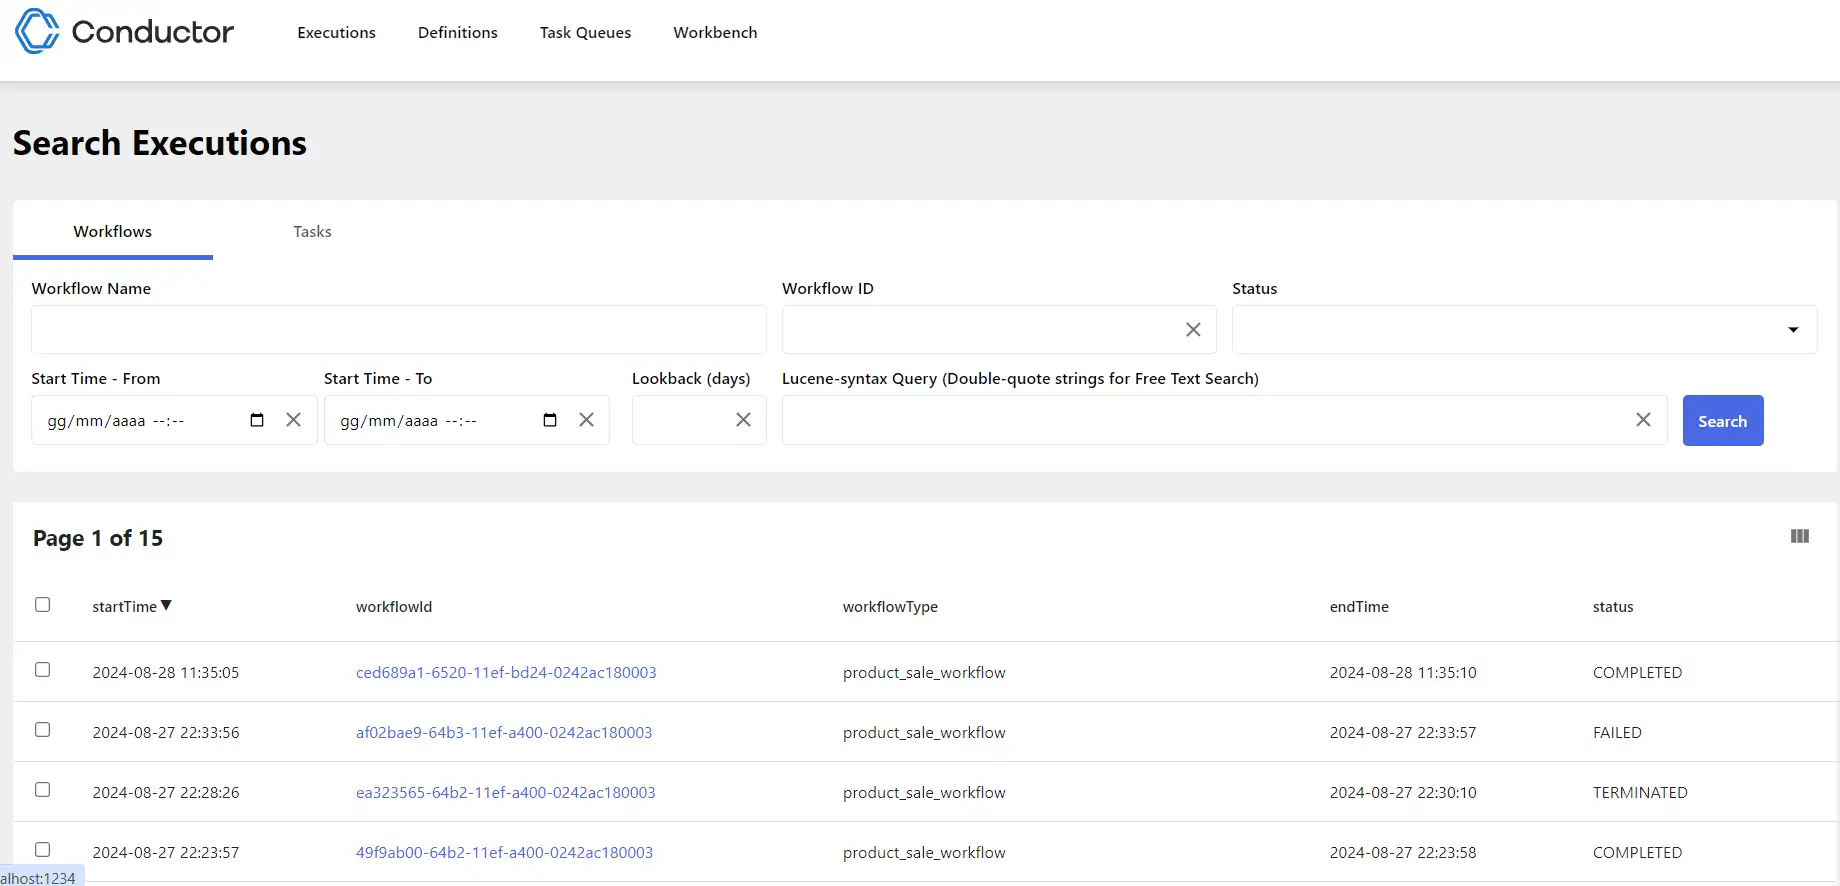 Conductor Executions Definitions Task Queues Workbench
Search Executions
Workflows Tasks
Workflow Name Workflow ID Status
Start Time - From Start Time - To Lookback (days) Lucene-syntax Query (Double-quote strings for Free Text Search)
gg/mm/aaaa --:-- gg/mm/aaaa --:-- Search
Page 1 of 15
startTime▼ workflowId workflowType endTime status
2024-08-28 11:35:05 ced689a1-6520-11ef-bd24-0242ac180003 product_sale_workflow 2024-08-28 11:35:10 COMPLETED
2024-08-27 22:33:56 af02bae9-64b3-11ef-a400-0242ac180003 product_sale_workflow 2024-08-27 22:33:57 FAILED
2024-08-27 22:28:26 ea323565-64b2-11ef-a400-0242ac180003 product_sale_workflow 2024-08-27 22:30:10 TERMINATED
2024-08-27 22:23:57 49f9ab00-64b2-11ef-a400-0242ac180003 product_sale_workflow 2024-08-27 22:23:58 COMPLETED
alhost:1234